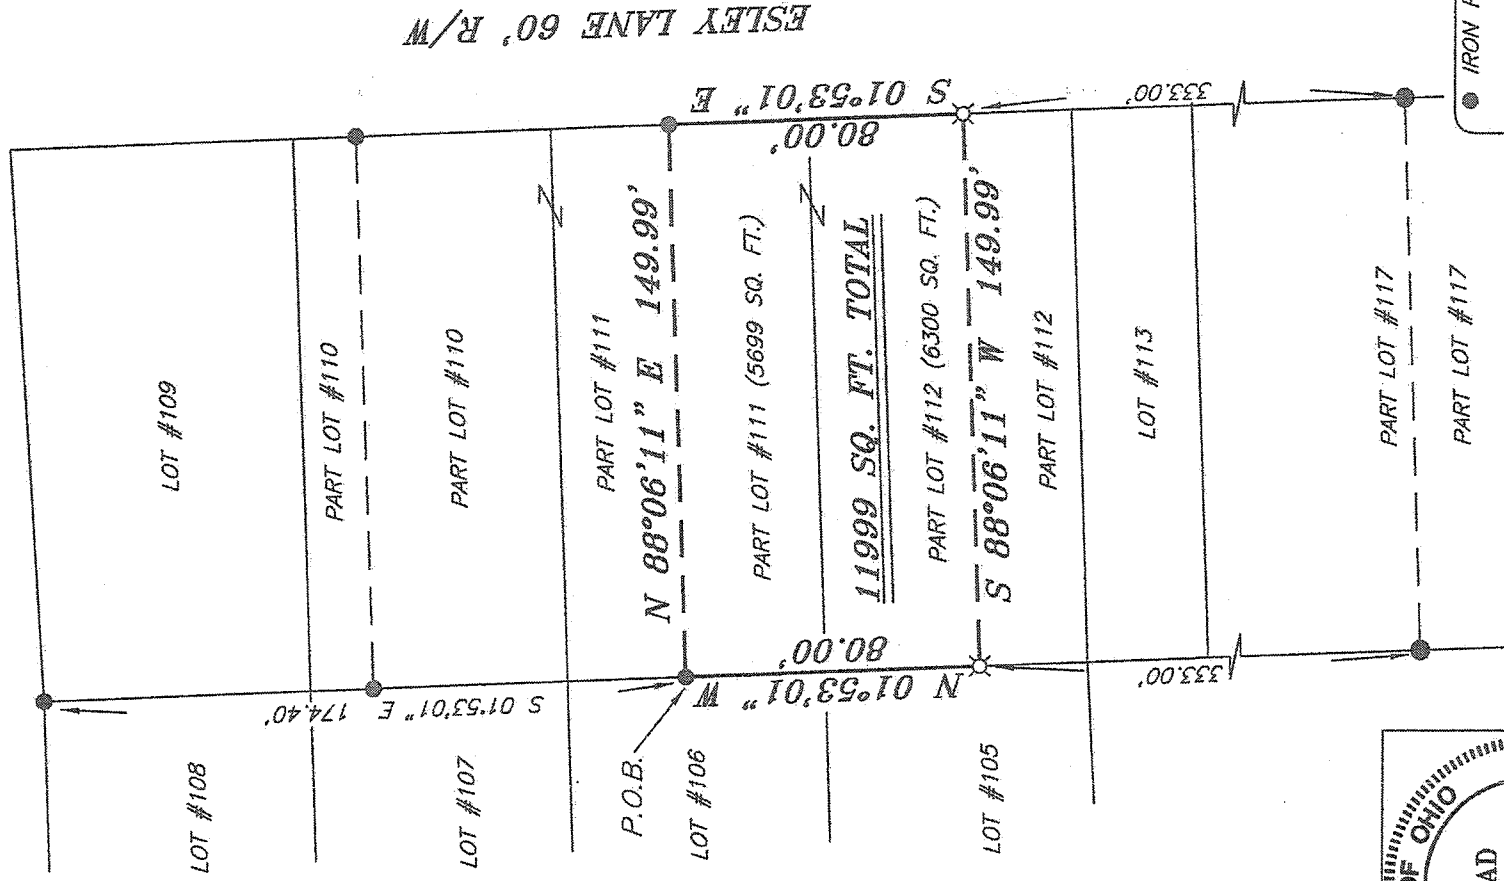 ESLEY LANE 60' R/W
IRON
S 01°53'01" E
80.00'
333.00'
LOT #109
PART LOT #110
PART LOT #110
PART LOT #111
N 88°06'11" E 149.99'
PART LOT #111 (5699 SQ. FT.)
11999 SQ. FT. TOTAL
PART LOT #112 (6300 SQ. FT.)
S 88°06'11" W 149.99'
PART LOT #112
LOT #113
PART LOT #117
PART LOT #117
S 01°53'01" E 174.40'
80.00'
N 01°53'01" W
333.00'
P.O.B.
LOT #108
LOT #107
LOT #106
LOT #105
OF OHIO
AD